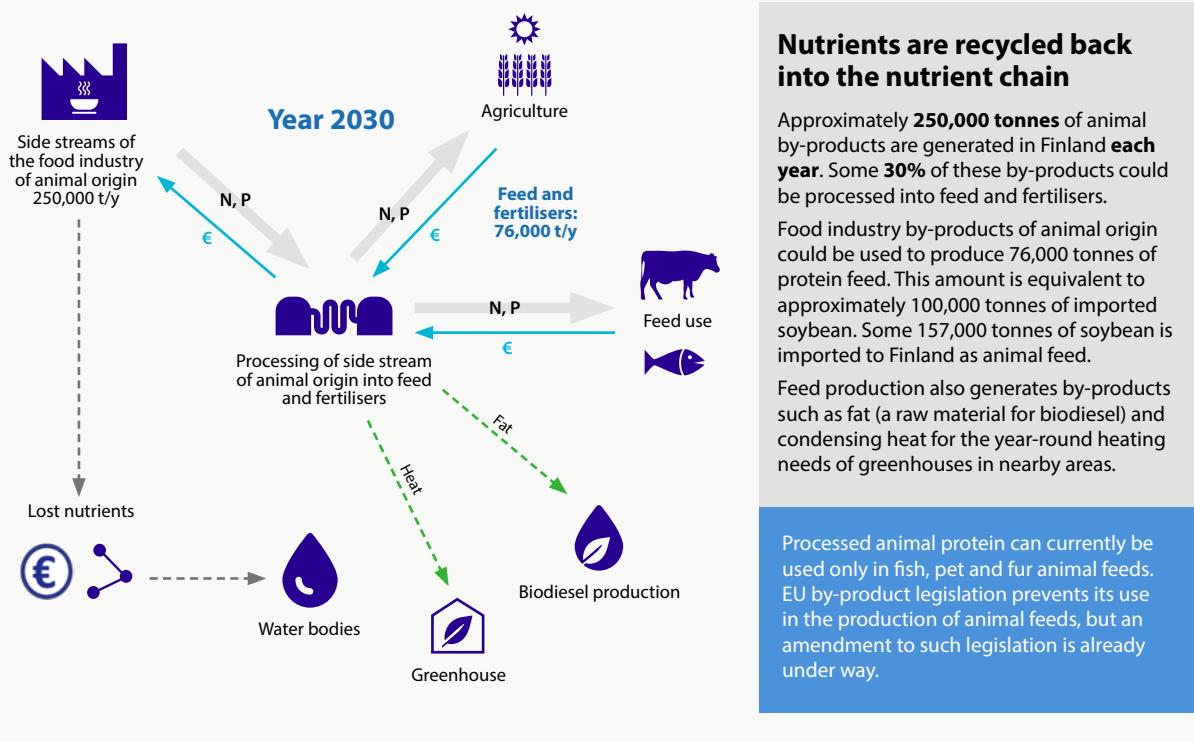 Year 2030
Side streams of
the food industry
of animal origin
250,000 t/y
N, P
€
Agriculture
N, P
€
Feed and
fertilisers:
76,000 t/y
N, P
€
Feed use
Processing of side stream
of animal origin into feed
and fertilisers
Fat
Heat
Lost nutrients
€
Water bodies
Biodiesel production
Greenhouse
Nutrients are recycled back
into the nutrient chain
Approximately 250,000 tonnes of animal
by-products are generated in Finland each
year. Some 30% of these by-products could
be processed into feed and fertilisers.
Food industry by-products of animal origin
could be used to produce 76,000 tonnes of
protein feed. This amount is equivalent to
approximately 100,000 tonnes of imported
soybean. Some 157,000 tonnes of soybean is
imported to Finland as animal feed.
Feed production also generates by-products
such as fat (a raw material for biodiesel) and
condensing heat for the year-round heating
needs of greenhouses in nearby areas.
Processed animal protein can currently be
used only in fish, pet and fur animal feeds.
EU by-product legislation prevents its use
in the production of animal feeds, but an
amendment to such legislation is already
under way.